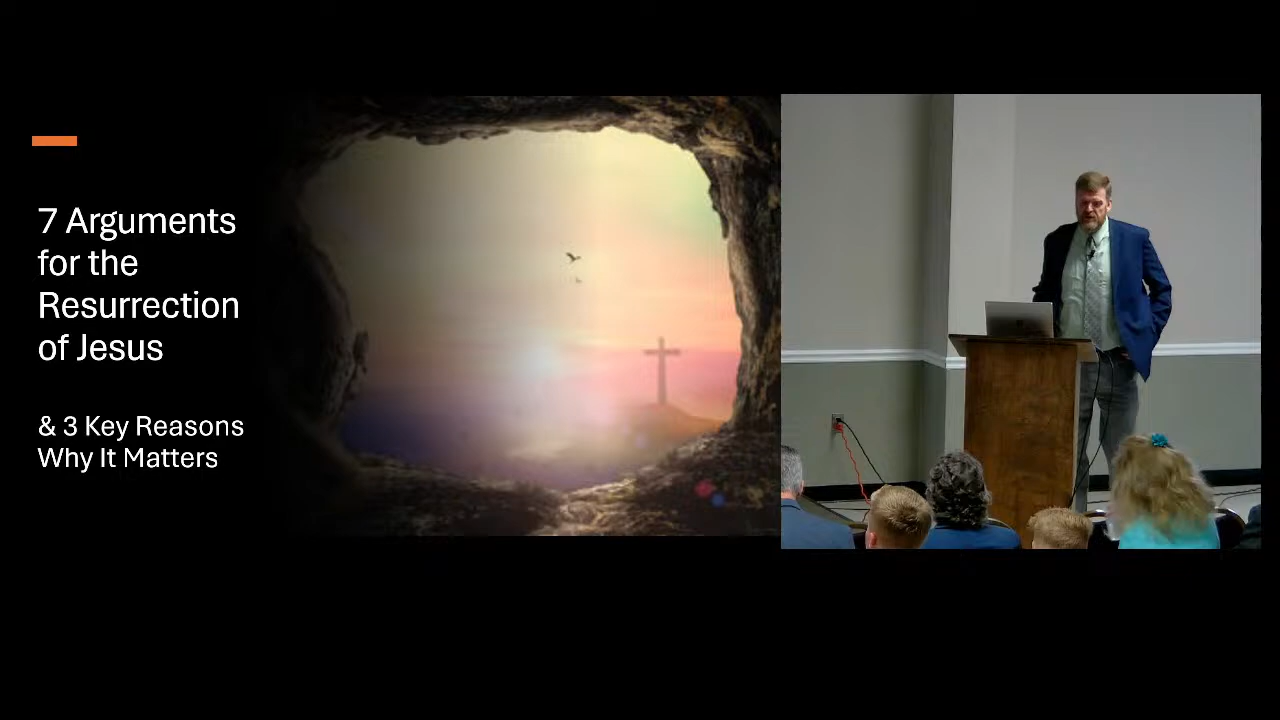 7 Arguments
for the
Resurrection
of Jesus
& 3 Key Reasons
Why It Matters